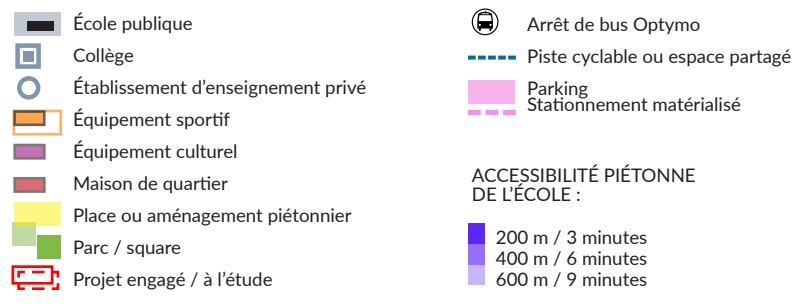 École publique
Collège
Établissement d'enseignement privé
Équipement sportif
Équipement culturel
Maison de quartier
Place ou aménagement piétonnier
Parc / square
Projet engagé / à l'étude
Arrêt de bus Optymo
Piste cyclable ou espace partagé
Parking
Stationnement matérialisé
ACCESSIBILITÉ PIÉTONNE
DE L'ÉCOLE :
200 m / 3 minutes
400 m / 6 minutes
600 m / 9 minutes